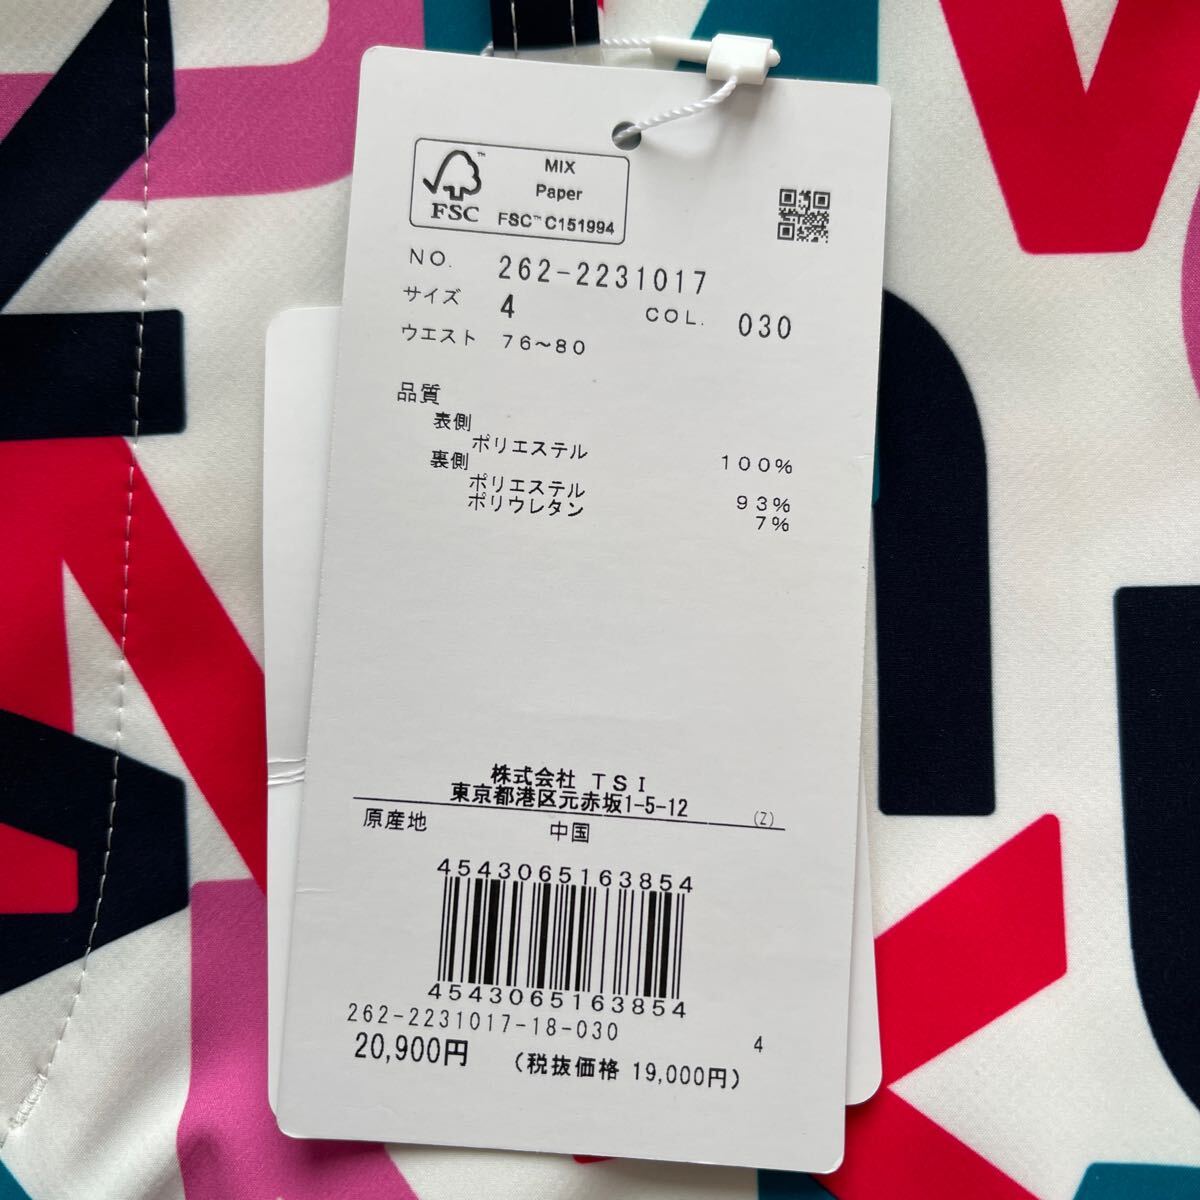 MIX
Paper
FSC™ C151994
FSC
™
NO. 262-2231017
サイズ 4 COL. 030
ウエスト 76～80
品質
表側
ポリエステル 100%
裏側
ポリエステル 93%
ポリウレタン 7%
株式会社 TSI
東京都港区元赤坂1-5-12 (Z)
原産地 中国
4543065163854
4543065163854
262-2231017-18-030 4
20,900円 (税抜価格 19,000円)